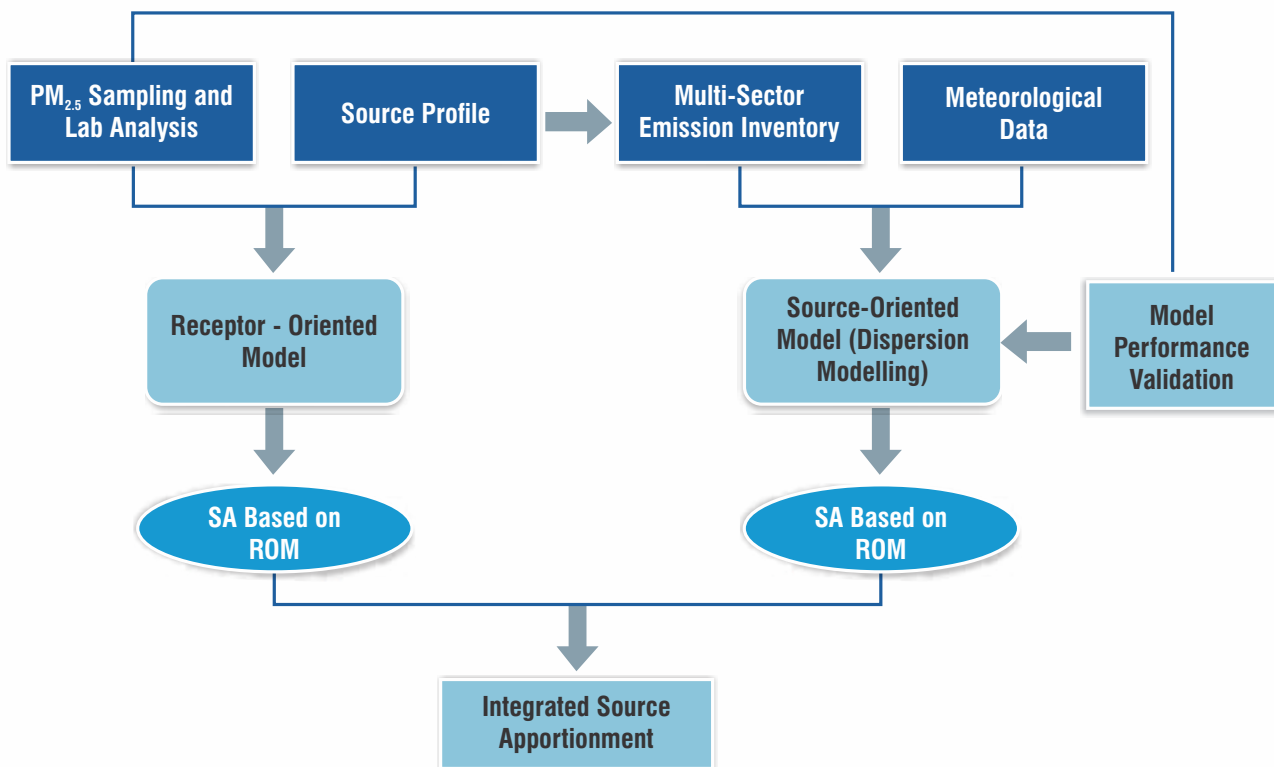 PM2.5 Sampling and
Lab Analysis
Source Profile
Multi-Sector
Emission Inventory
Meteorological
Data
Receptor - Oriented
Model
Source-Oriented
Model (Dispersion
Modelling)
Model
Performance
Validation
SA Based on
ROM
SA Based on
ROM
Integrated Source
Apportionment